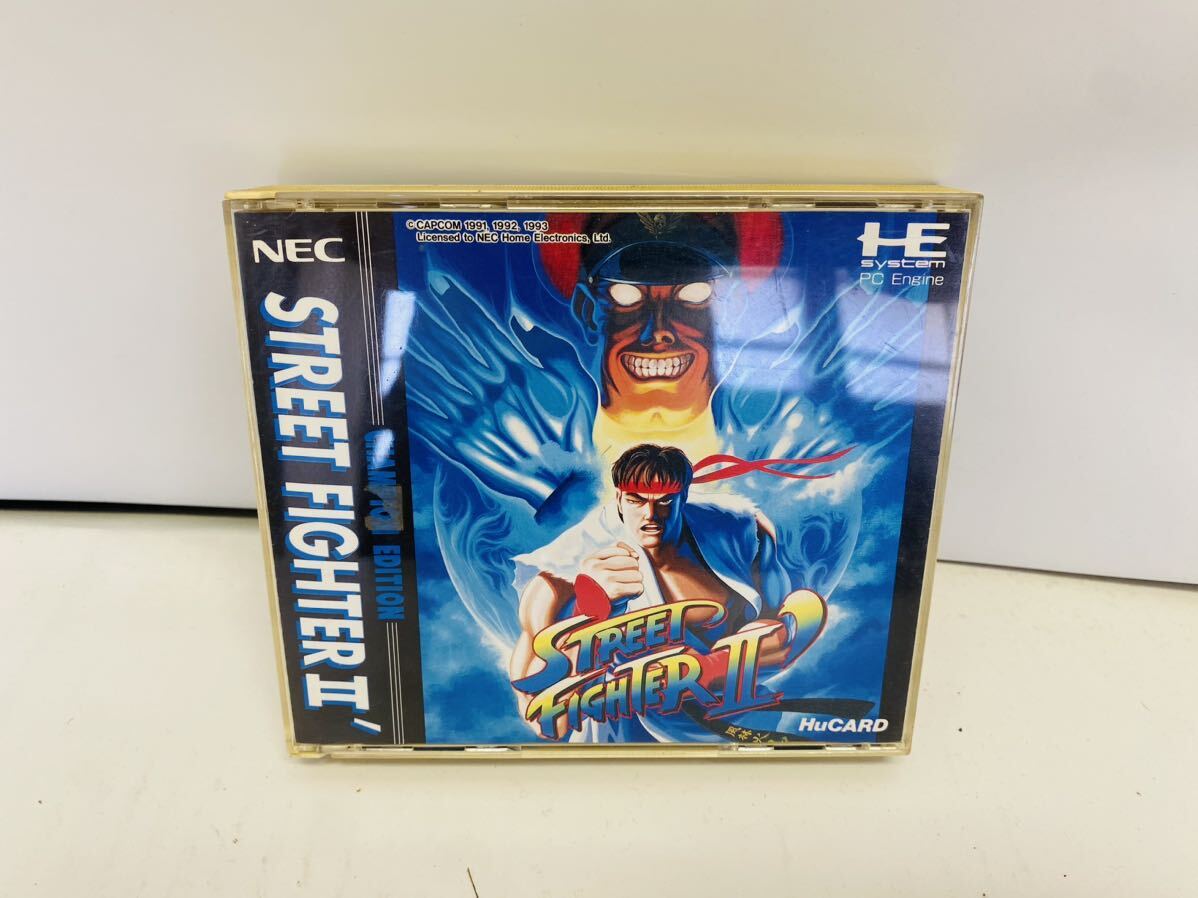 NEC
STREET FIGHTER II'
CHAMPION EDITION
©CAPCOM 1991, 1992, 1993
Licensed to NEC Home Electronics, Ltd.
HE
system
PC Engine
STREET
FIGHTER II'
HuCARD